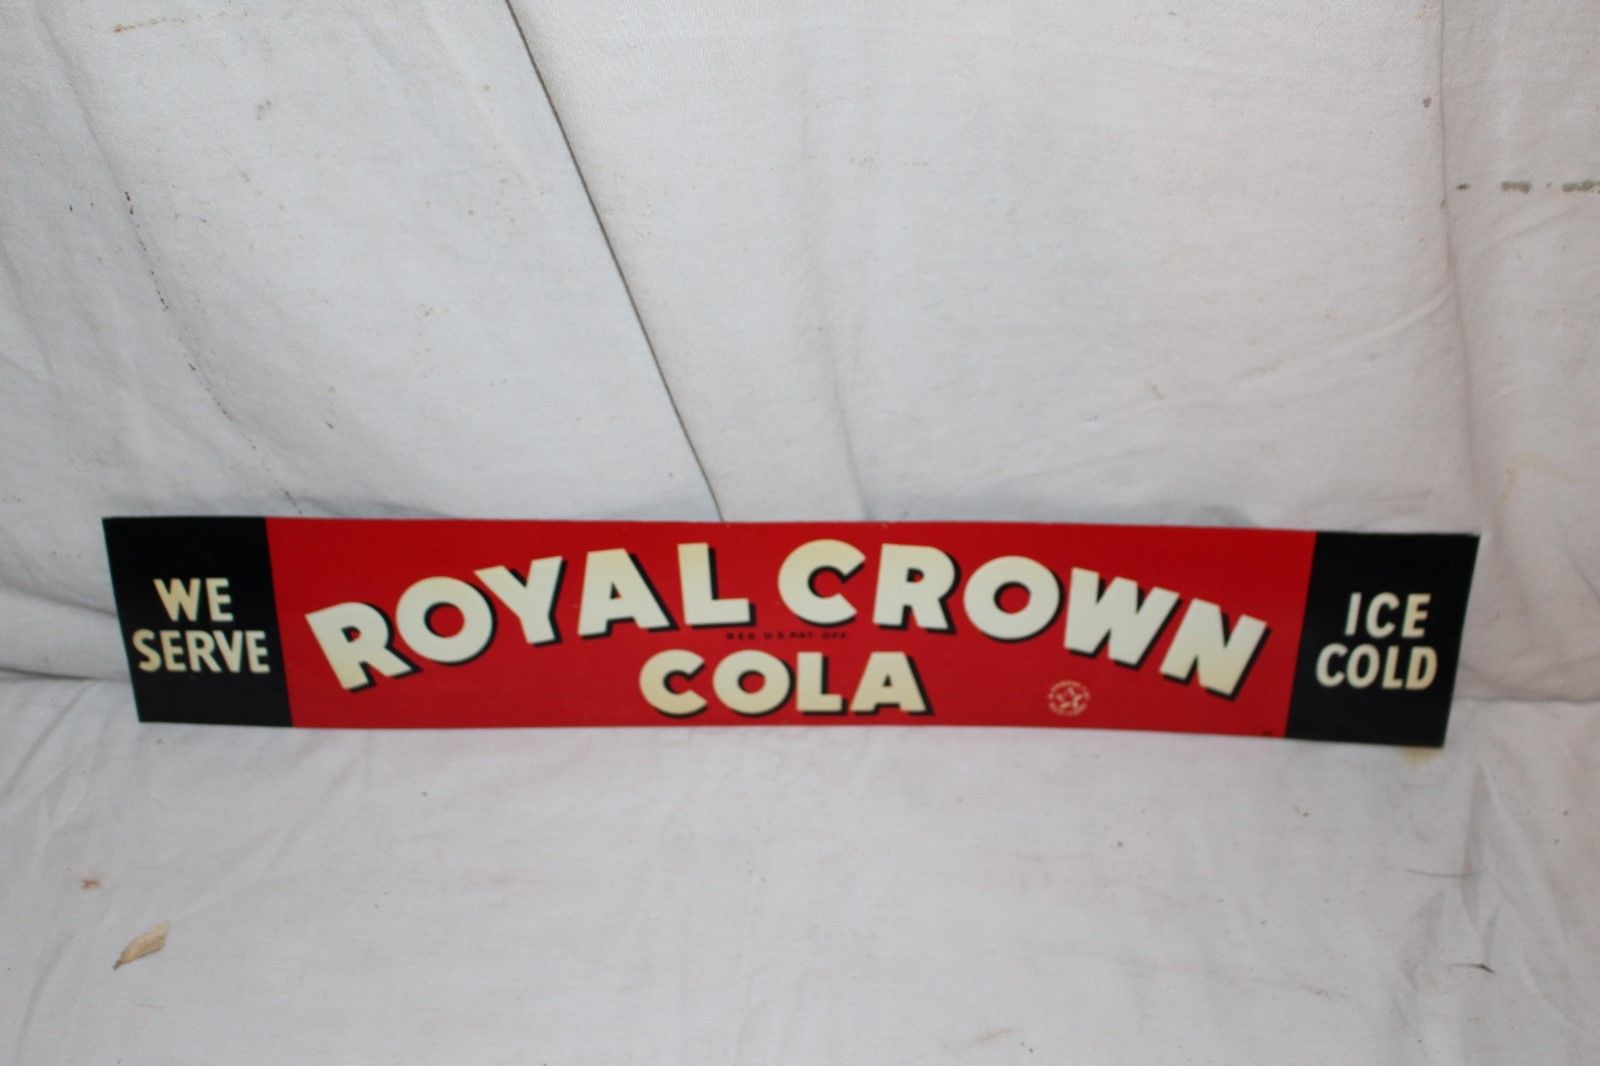 WE
SERVE
ROYAL CROWN
REG. U.S. PAT. OFF.
COLA
ICE
COLD